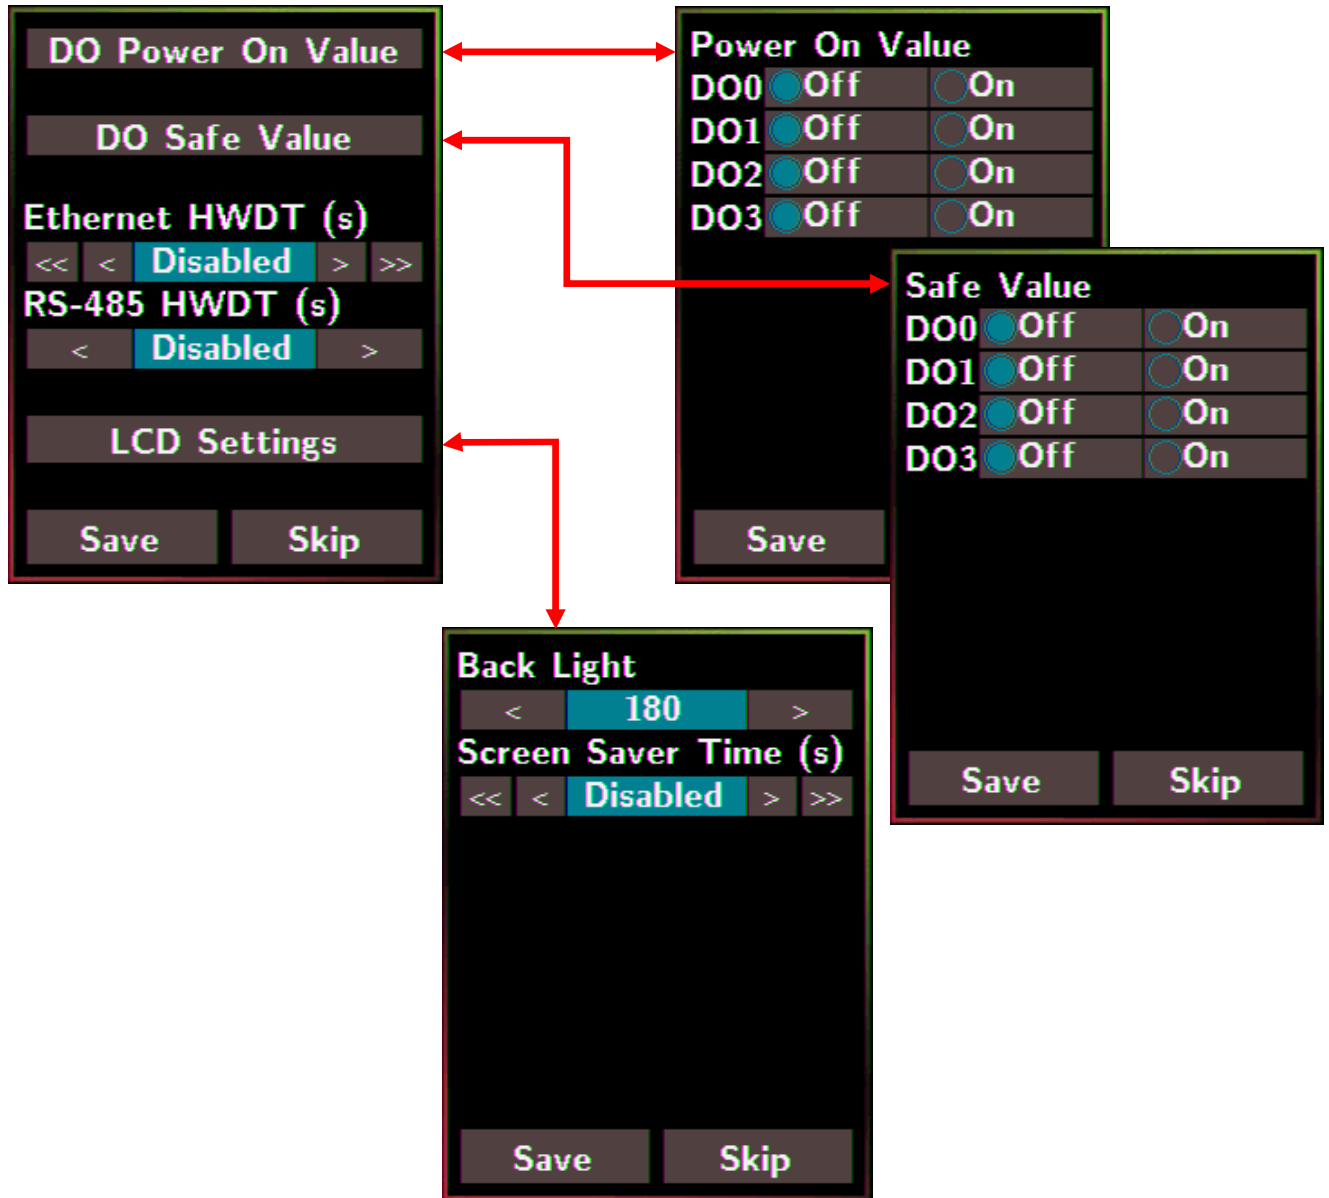 DO Power On Value
DO Safe Value
Ethernet HWDT (s)
<< < Disabled > >>
RS-485 HWDT (s)
< Disabled >
LCD Settings
Save Skip
Power On Value
DO0 Off On
DO1 Off On
DO2 Off On
DO3 Off On
Save
Safe Value
DO0 Off On
DO1 Off On
DO2 Off On
DO3 Off On
Save Skip
Back Light
< 180 >
Screen Saver Time (s)
<< < Disabled > >>
Save Skip